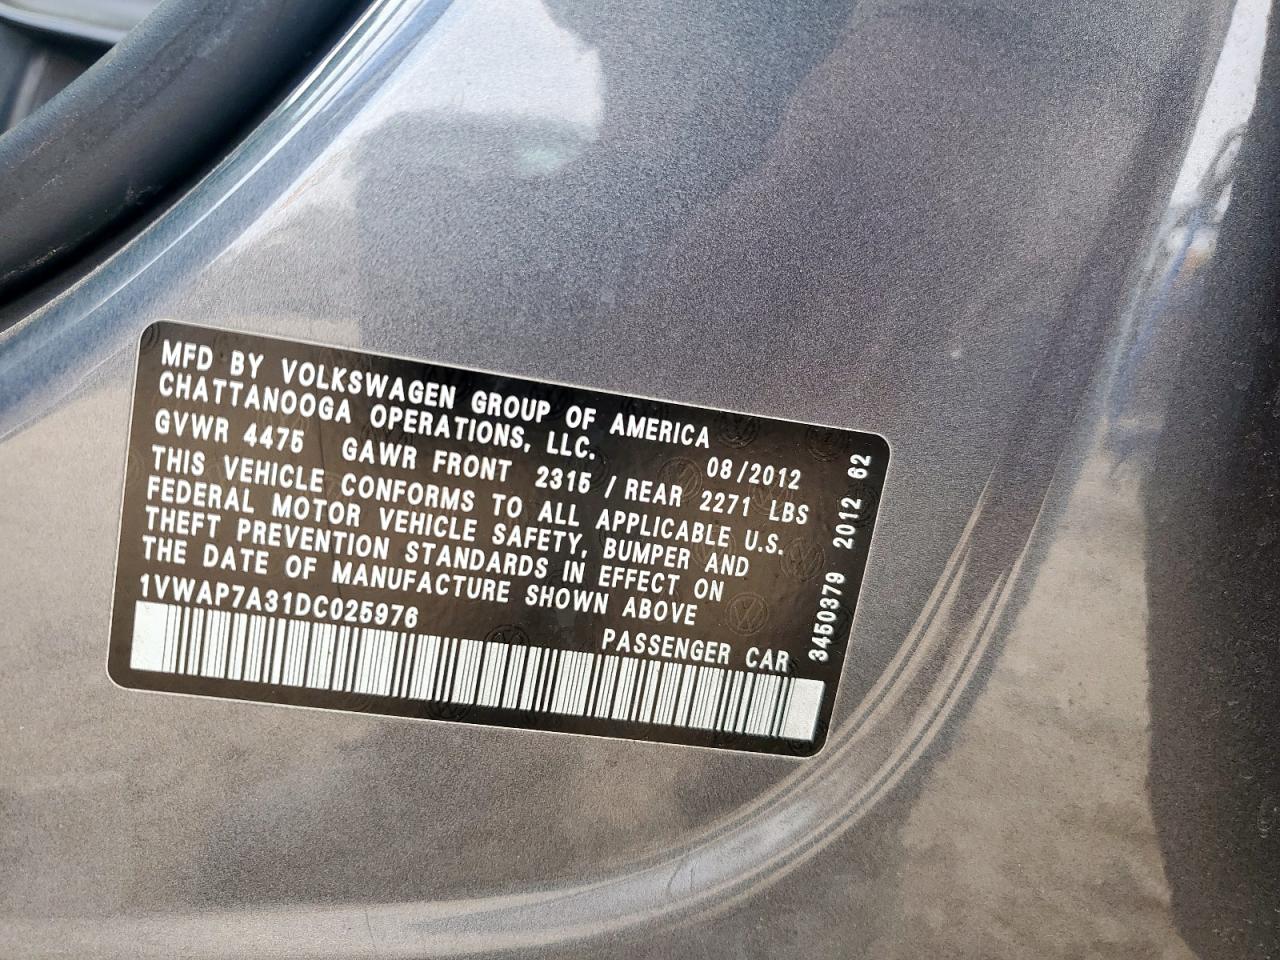 MFD BY VOLKSWAGEN GROUP OF AMERICA
CHATTANOOGA OPERATIONS, LLC. 08/2012
GVWR 4475 GAWR FRONT 2315 / REAR 2271 LBS
THIS VEHICLE CONFORMS TO ALL APPLICABLE U.S.
FEDERAL MOTOR VEHICLE SAFETY, BUMPER AND
THEFT PREVENTION STANDARDS IN EFFECT ON
THE DATE OF MANUFACTURE SHOWN ABOVE
1VWAP7A31DC025976 PASSENGER CAR
3450379 2012 62